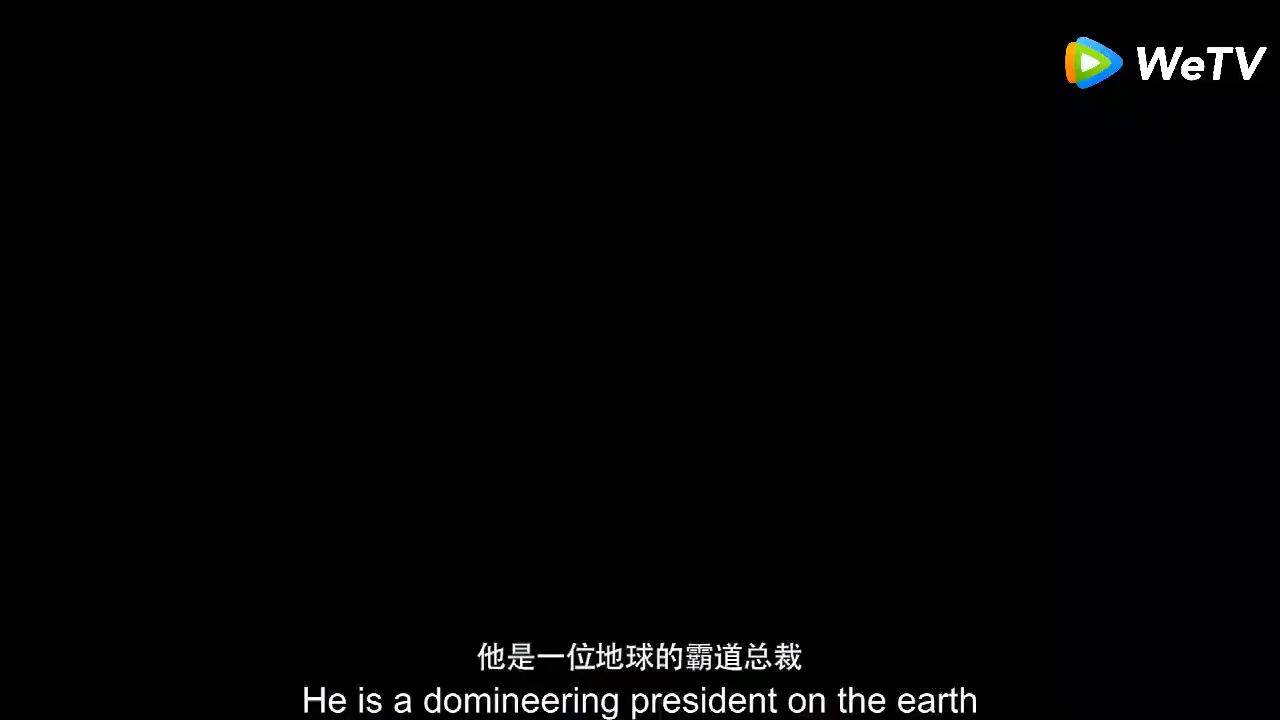 WeTV
他是一位地球的霸道总裁
He is a domineering president on the earth